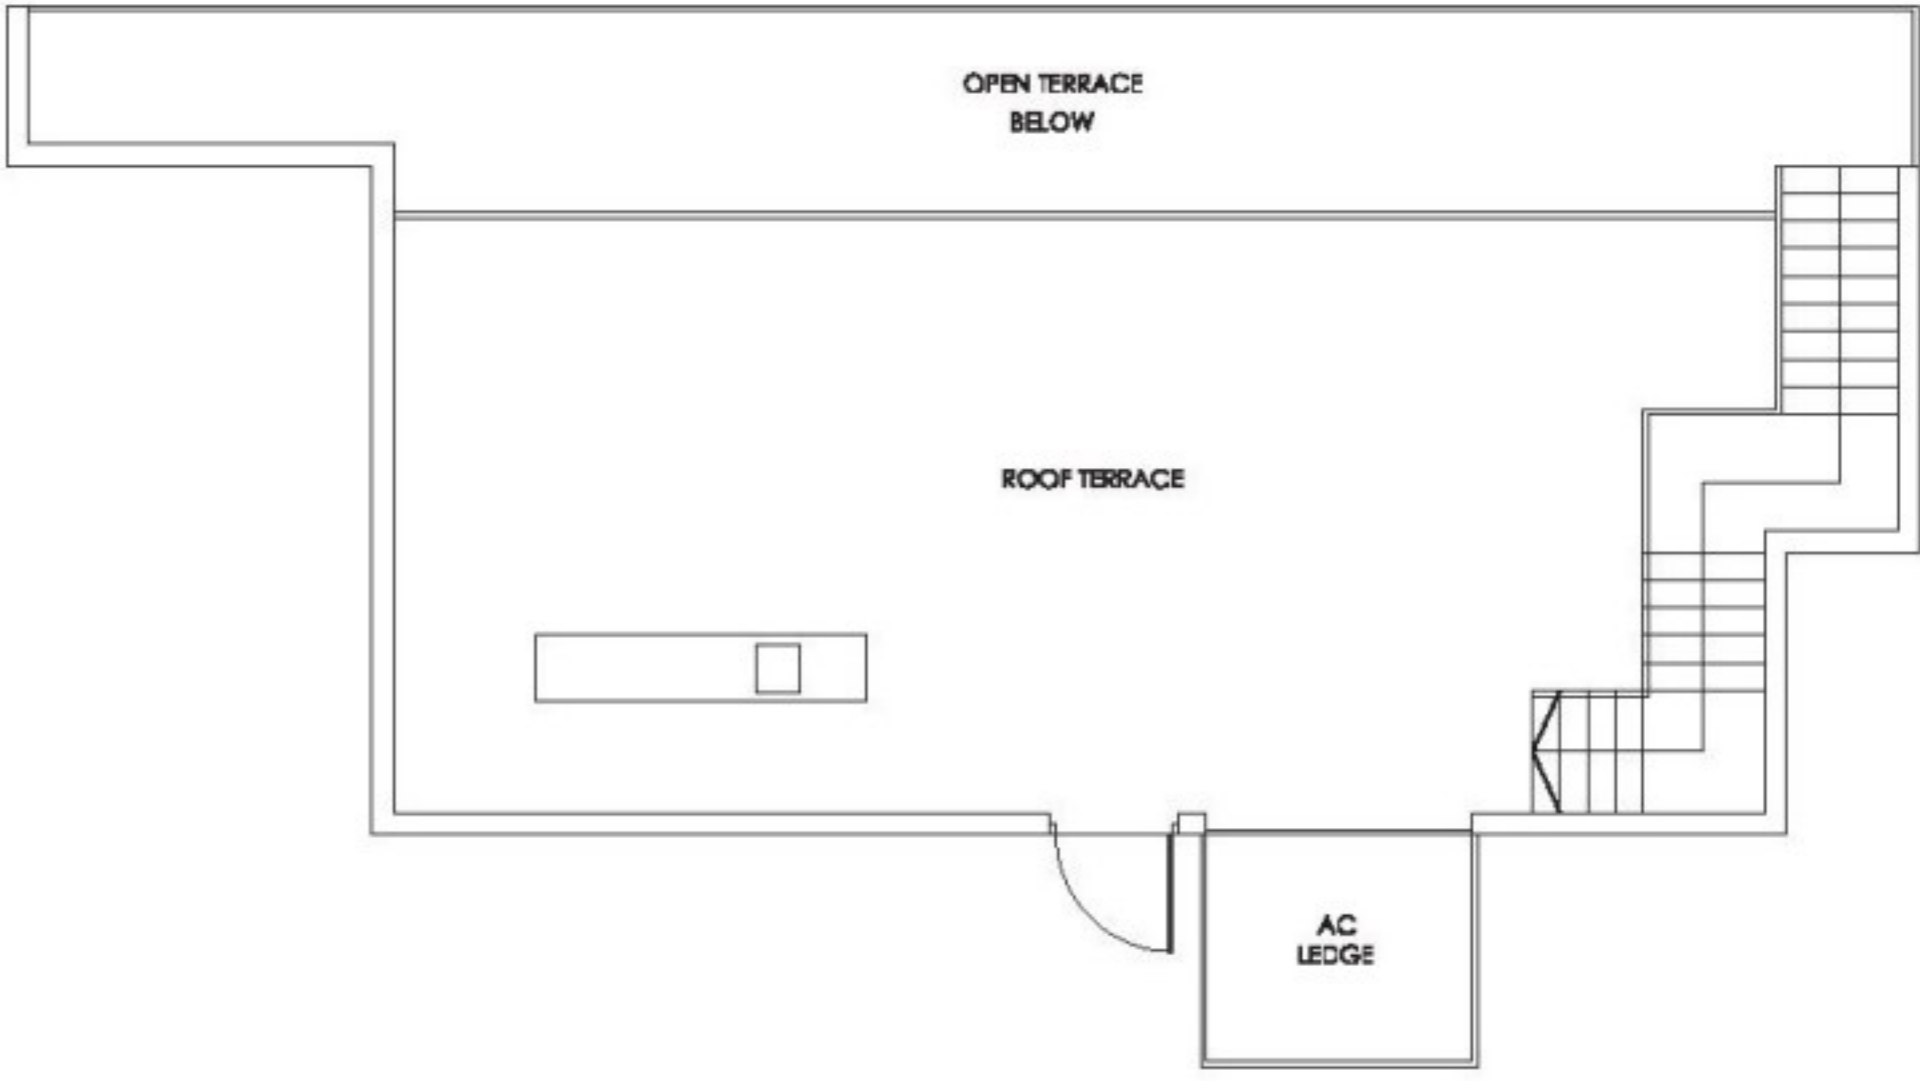 OPEN TERRACE
BELOW
ROOF TERRACE
AC
LEDGE